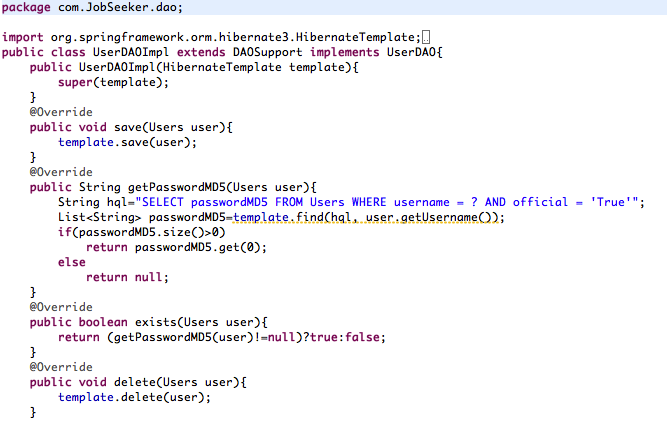 package com.JobSeeker.dao;
import org.springframework.orm.hibernate3.HibernateTemplate;
public class UserDAOImpl extends DAOSupport implements UserDAO{
    public UserDAOImpl(HibernateTemplate template){
        super(template);
    }
    @Override
    public void save(Users user){
        template.save(user);
    }
    @Override
    public String getPasswordMD5(Users user){
        String hql="SELECT passwordMD5 FROM Users WHERE username = ? AND official = 'True'";
        List<String> passwordMD5=template.find(hql, user.getUsername());
        if(passwordMD5.size()>0)
            return passwordMD5.get(0);
        else
            return null;
    }
    @Override
    public boolean exists(Users user){
        return (getPasswordMD5(user)!=null)?true:false;
    }
    @Override
    public void delete(Users user){
        template.delete(user);
    }